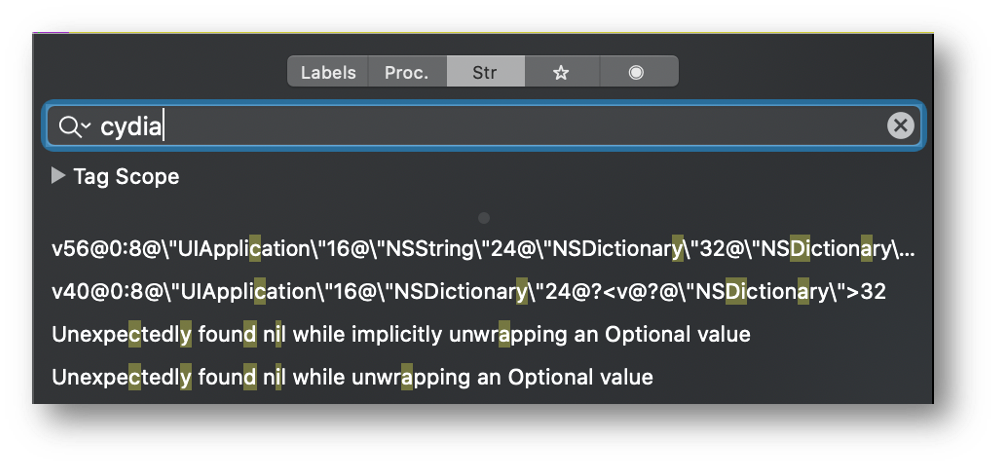 Labels Proc. Str
cydia
Tag Scope
v56@0:8@\"UIApplication\"16@\"NSString\"24@\"NSDictionary\"32@\"NSDictionary\...
v40@0:8@\"UIApplication\"16@\"NSDictionary\"24@?<v@?@\"NSDictionary\">32
Unexpectedly found nil while implicitly unwrapping an Optional value
Unexpectedly found nil while unwrapping an Optional value